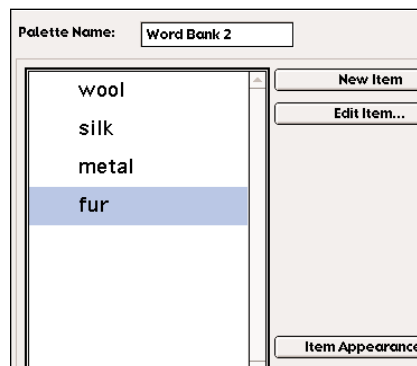 Palette Name: Word Bank 2
wool
silk
metal
fur
New Item
Edit Item...
Item Appearance